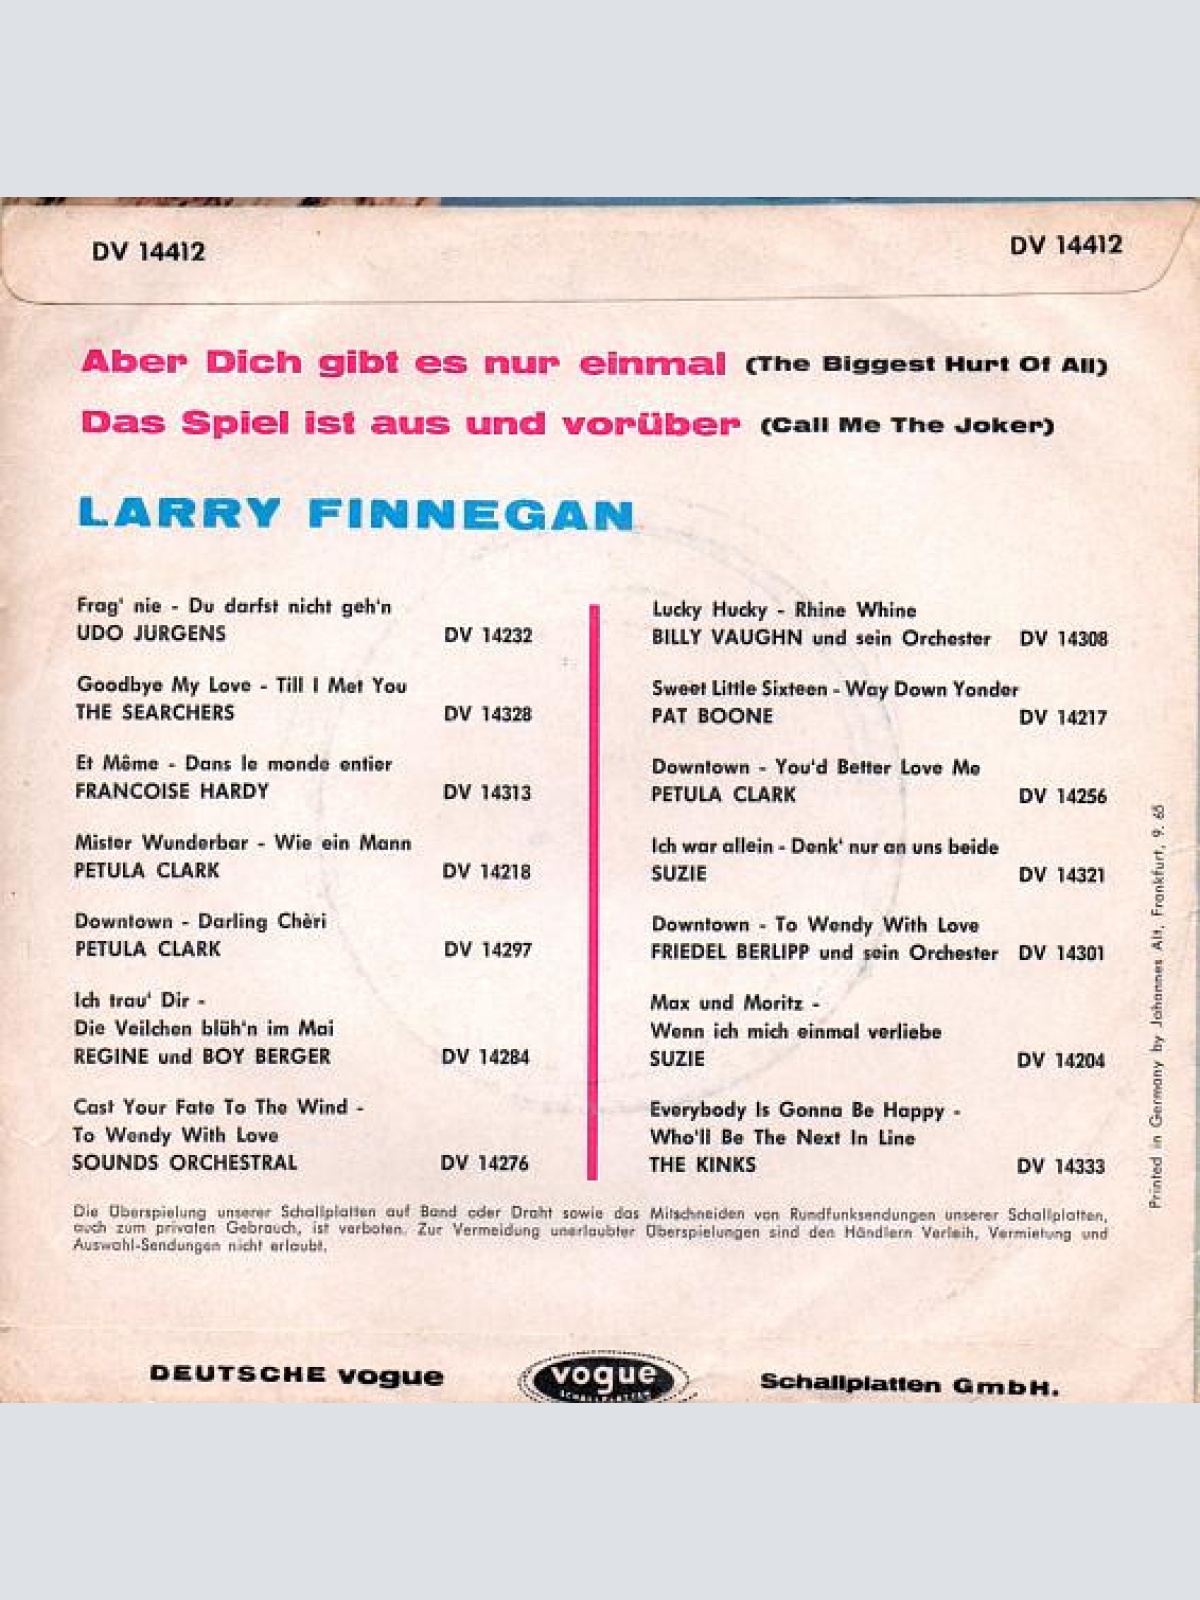 DV 14412 DV 14412
Aber Dich gibt es nur einmal (The Biggest Hurt Of All)
Das Spiel ist aus und vorüber (Call Me The Joker)
LARRY FINNEGAN
Frag' nie - Du darfst nicht geh'n
UDO JURGENS DV 14232
Goodbye My Love - Till I Met You
THE SEARCHERS DV 14328
Et Même - Dans le monde entier
FRANCOISE HARDY DV 14313
Mister Wunderbar - Wie ein Mann
PETULA CLARK DV 14218
Downtown - Darling Chèri
PETULA CLARK DV 14297
Ich trau' Dir -
Die Veilchen blüh'n im Mai
REGINE und BOY BERGER DV 14284
Cast Your Fate To The Wind -
To Wendy With Love
SOUNDS ORCHESTRAL DV 14276
Lucky Hucky - Rhine Whine
BILLY VAUGHN und sein Orchester DV 14308
Sweet Little Sixteen - Way Down Yonder
PAT BOONE DV 14217
Downtown - You'd Better Love Me
PETULA CLARK DV 14256
Ich war allein - Denk' nur an uns beide
SUZIE DV 14321
Downtown - To Wendy With Love
FRIEDEL BERLIPP und sein Orchester DV 14301
Max und Moritz -
Wenn ich mich einmal verliebe
SUZIE DV 14204
Everybody Is Gonna Be Happy -
Who'll Be The Next In Line
THE KINKS DV 14333
Die Überspielung unserer Schallplatten auf Band oder Draht sowie das Mitschneiden von Rundfunksendungen unserer Schallplatten,
auch zum privaten Gebrauch, ist verboten. Zur Vermeidung unerlaubter Überspielungen sind den Händlern Verleih, Vermietung und
Auswahl-Sendungen nicht erlaubt.
Printed in Germany by Johannes Alt, Frankfurt, 9. 65
DEUTSCHE vogue vogue Schallplatten GmbH.